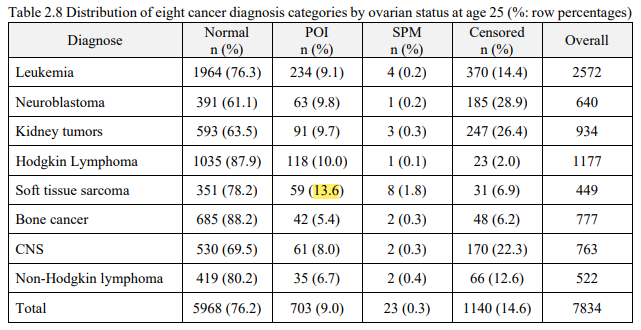 Table 2.8 Distribution of eight cancer diagnosis categories by ovarian status at age 25 (%: row percentages)
Diagnose Normal n (%) POI n (%) SPM n (%) Censored n (%) Overall
Leukemia 1964 (76.3) 234 (9.1) 4 (0.2) 370 (14.4) 2572
Neuroblastoma 391 (61.1) 63 (9.8) 1 (0.2) 185 (28.9) 640
Kidney tumors 593 (63.5) 91 (9.7) 3 (0.3) 247 (26.4) 934
Hodgkin Lymphoma 1035 (87.9) 118 (10.0) 1 (0.1) 23 (2.0) 1177
Soft tissue sarcoma 351 (78.2) 59 (13.6) 8 (1.8) 31 (6.9) 449
Bone cancer 685 (88.2) 42 (5.4) 2 (0.3) 48 (6.2) 777
CNS 530 (69.5) 61 (8.0) 2 (0.3) 170 (22.3) 763
Non-Hodgkin lymphoma 419 (80.2) 35 (6.7) 2 (0.4) 66 (12.6) 522
Total 5968 (76.2) 703 (9.0) 23 (0.3) 1140 (14.6) 7834